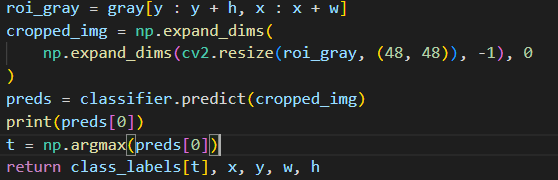 roi_gray = gray[y : y + h, x : x + w]
cropped_img = np.expand_dims(
    np.expand_dims(cv2.resize(roi_gray, (48, 48)), -1), 0
)
preds = classifier.predict(cropped_img)
print(preds[0])
t = np.argmax(preds[0])
return class_labels[t], x, y, w, h